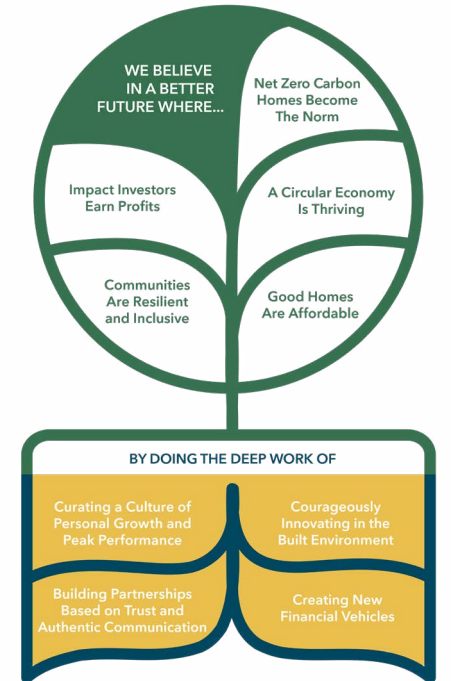 WE BELIEVE
IN A BETTER
FUTURE WHERE...
Net Zero Carbon
Homes Become
The Norm
Impact Investors
Earn Profits
A Circular Economy
Is Thriving
Communities
Are Resilient
and Inclusive
Good Homes
Are Affordable
BY DOING THE DEEP WORK OF
Curating a Culture of
Personal Growth and
Peak Performance
Courageously
Innovating in the
Built Environment
Building Partnerships
Based on Trust and
Authentic Communication
Creating New
Financial Vehicles